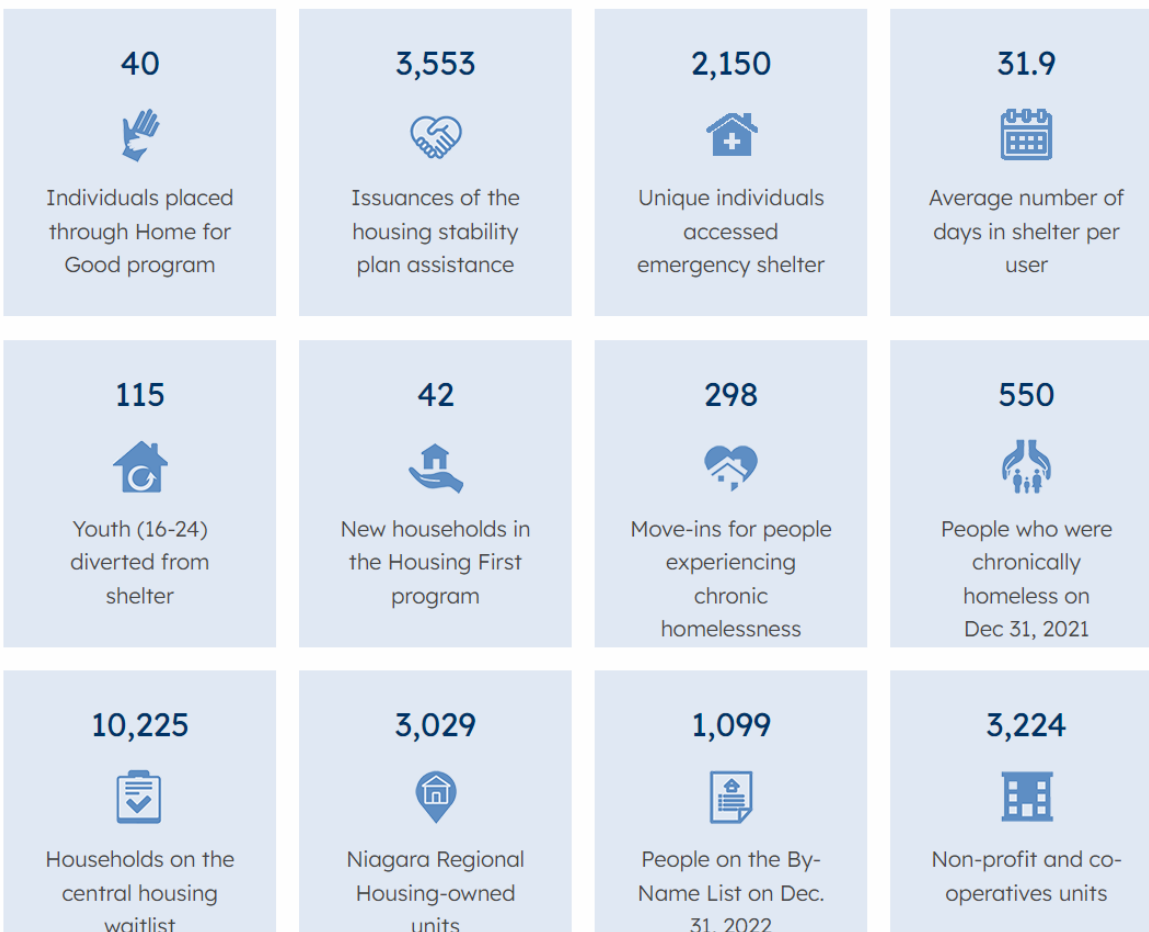 40
Individuals placed
through Home for
Good program
3,553
Issuances of the
housing stability
plan assistance
2,150
Unique individuals
accessed
emergency shelter
31.9
Average number of
days in shelter per
user
115
Youth (16-24)
diverted from
shelter
42
New households in
the Housing First
program
298
Move-ins for people
experiencing
chronic
homelessness
550
People who were
chronically
homeless on
Dec 31, 2021
10,225
Households on the
central housing
waitlist
3,029
Niagara Regional
Housing-owned
units
1,099
People on the By-
Name List on Dec.
31, 2022
3,224
Non-profit and co-
operatives units